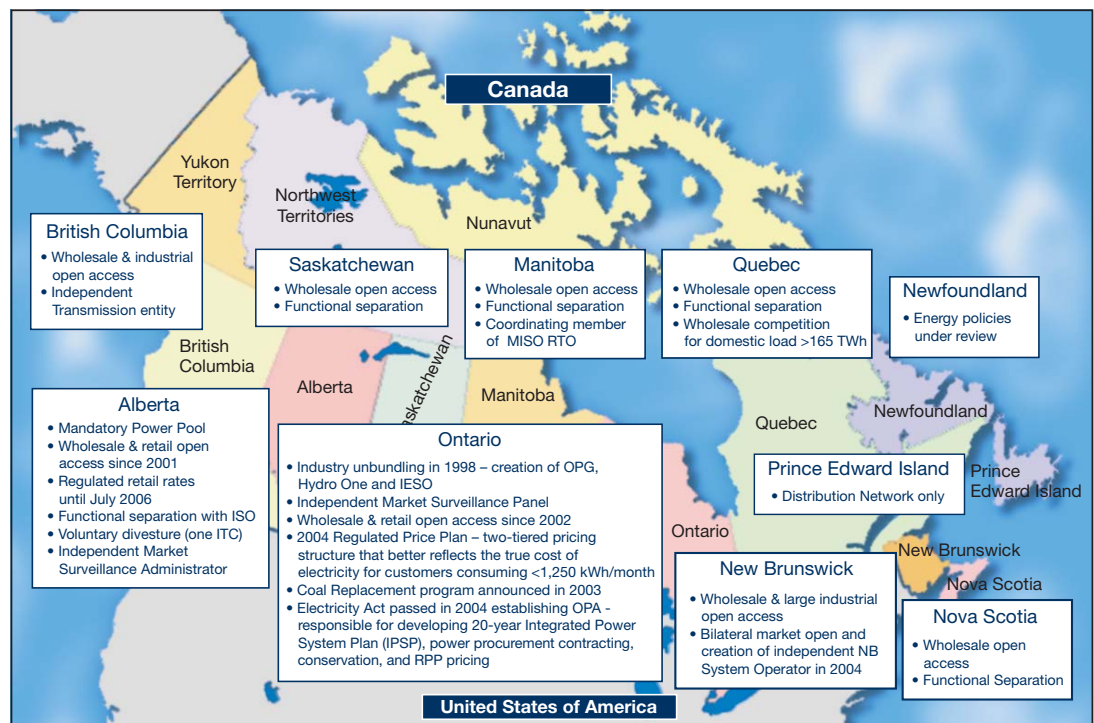 Canada
Yukon
Territory
Northwest
Territories
Nunavut
British Columbia
• Wholesale & industrial
open access
• Independent
Transmission entity
Saskatchewan
• Wholesale open access
• Functional separation
Manitoba
• Wholesale open access
• Functional separation
• Coordinating member
of MISO RTO
Quebec
• Wholesale open access
• Functional separation
• Wholesale competition
for domestic load >165 TWh
Newfoundland
• Energy policies
under review
British
Columbia
Alberta
askatchewan
Manitoba
Quebec
Newfoundland
Alberta
• Mandatory Power Pool
• Wholesale & retail open
access since 2001
• Regulated retail rates
until July 2006
• Functional separation with ISO
• Voluntary divesture (one ITC)
• Independent Market
Surveillance Administrator
Ontario
• Industry unbundling in 1998 – creation of OPG,
Hydro One and IESO
• Independent Market Surveillance Panel
• Wholesale & retail open access since 2002
• 2004 Regulated Price Plan – two-tiered pricing
structure that better reflects the true cost of
electricity for customers consuming <1,250 kWh/month
• Coal Replacement program announced in 2003
• Electricity Act passed in 2004 establishing OPA -
responsible for developing 20-year Integrated Power
System Plan (IPSP), power procurement contracting,
conservation, and RPP pricing
Prince Edward Island
• Distribution Network only
Prince
Edward Island
Ontario
New Brunswick
Nova Scotia
New Brunswick
• Wholesale & large industrial
open access
• Bilateral market open and
creation of independent NB
System Operator in 2004
Nova Scotia
• Wholesale open
access
• Functional Separation
United States of America